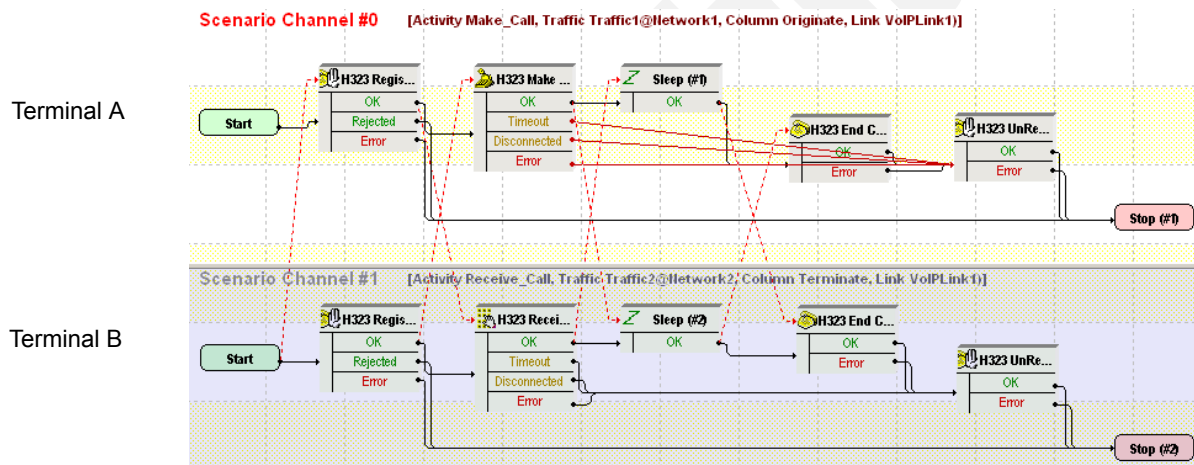 Scenario Channel #0 [Activity Make_Call, Traffic Traffic1@Network1, Column Originate, Link VoIPLink1)]
Terminal A
Start
H323 Regis...
OK
Rejected
Error
H323 Make ...
OK
Timeout
Disconnected
Error
Sleep (#1)
OK
H323 End C...
OK
Error
H323 UnRe...
OK
Error
Stop (#1)
Scenario Channel #1 [Activity Receive_Call, Traffic Traffic2@Network2, Column Terminate, Link VoIPLink1)]
Terminal B
Start
H323 Regis...
OK
Rejected
Error
H323 Recei...
OK
Timeout
Disconnected
Error
Sleep (#2)
OK
H323 End C...
OK
Error
H323 UnRe...
OK
Error
Stop (#2)